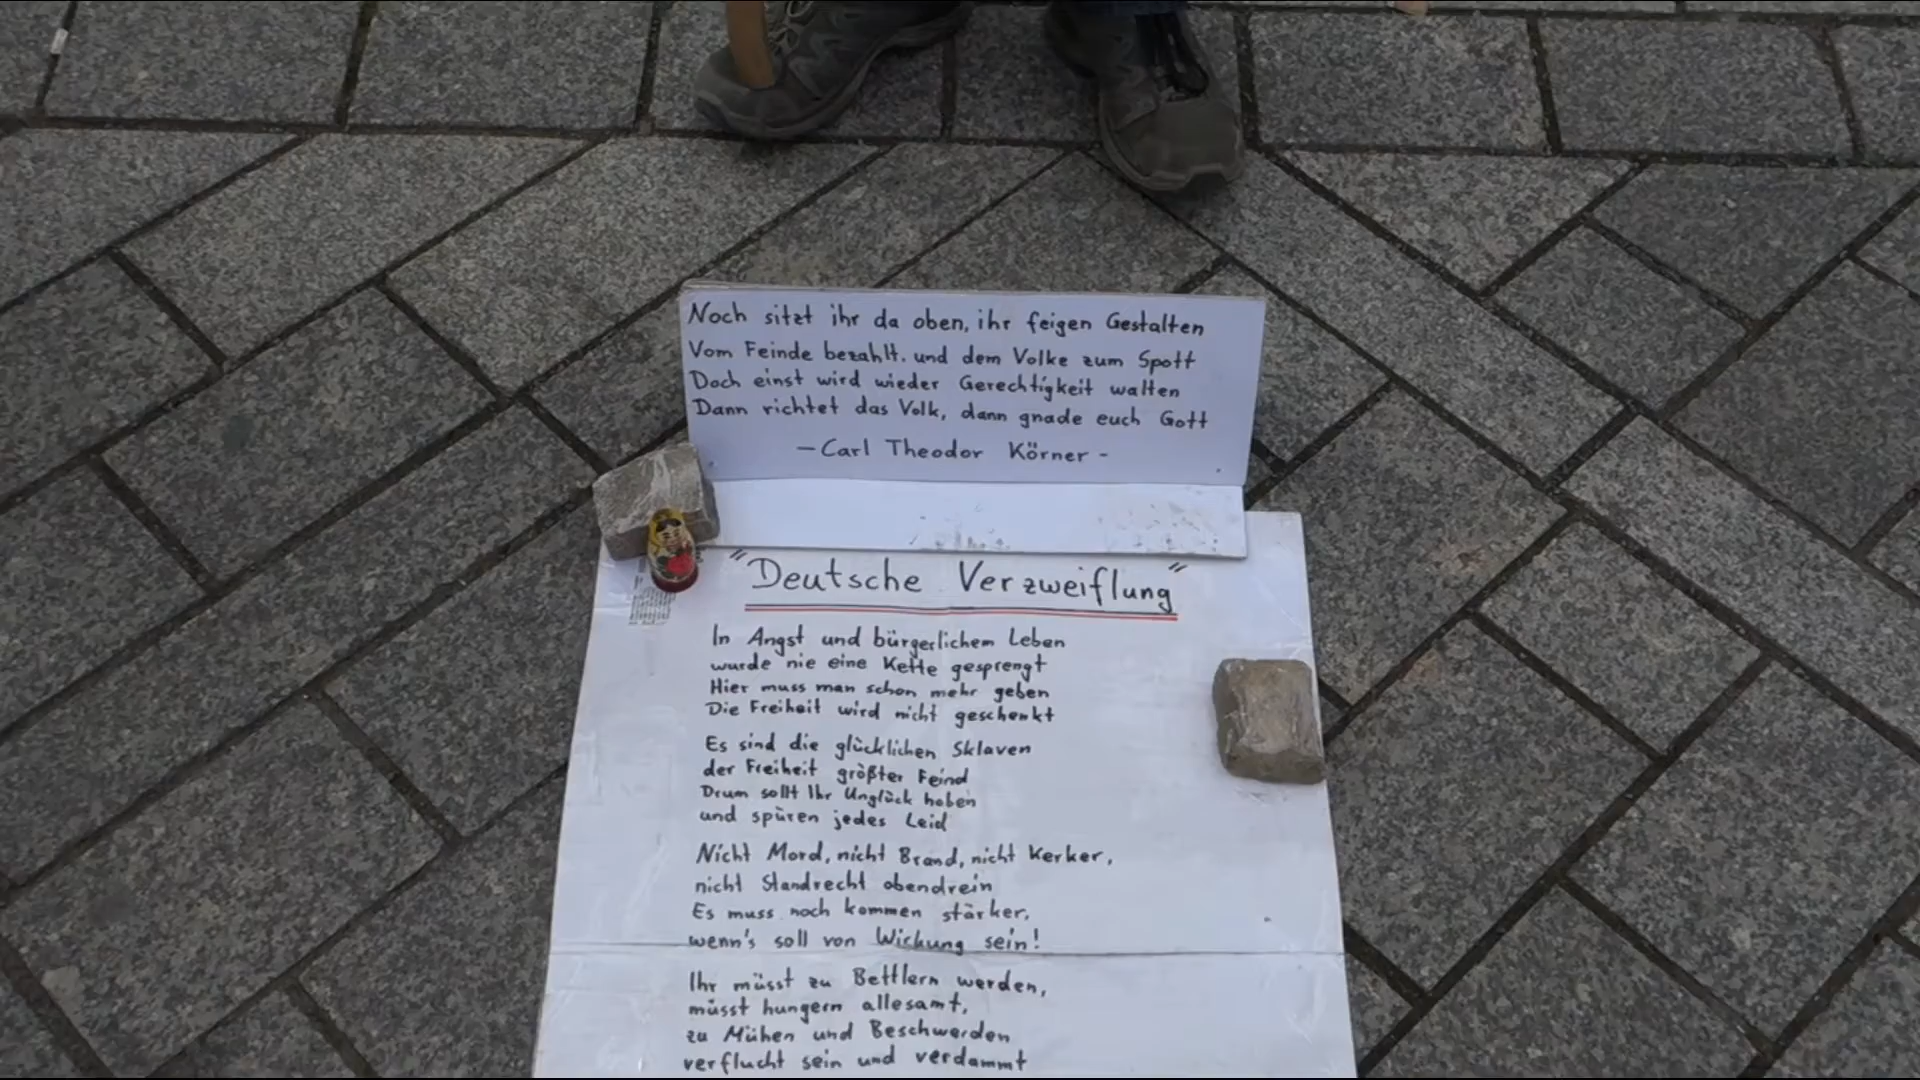 Noch sitzt ihr da oben, ihr feigen Gestalten
Vom Feinde bezahlt. und dem Volke zum Spott
Doch einst wird wieder Gerechtigkeit walten
Dann richtet das Volk, dann gnade euch Gott
- Carl Theodor Körner -
"Deutsche Verzweiflung"
In Angst und bürgerlichem Leben
wurde nie eine Kette gesprengt
Hier muss man schon mehr geben
Die Freiheit wird nicht geschenkt
Es sind die glücklichen Sklaven
der Freiheit größter Feind
Drum sollt Ihr Unglück haben
und spüren jedes Leid
Nicht Mord, nicht Brand, nicht Kerker,
nicht Standrecht obendrein
Es muss noch kommen stärker,
wenn's soll von Wirkung sein!
Ihr müsst zu Bettlern werden,
müsst hungern allesamt,
zu Mühen und Beschwerden
verflucht sein und verdammt